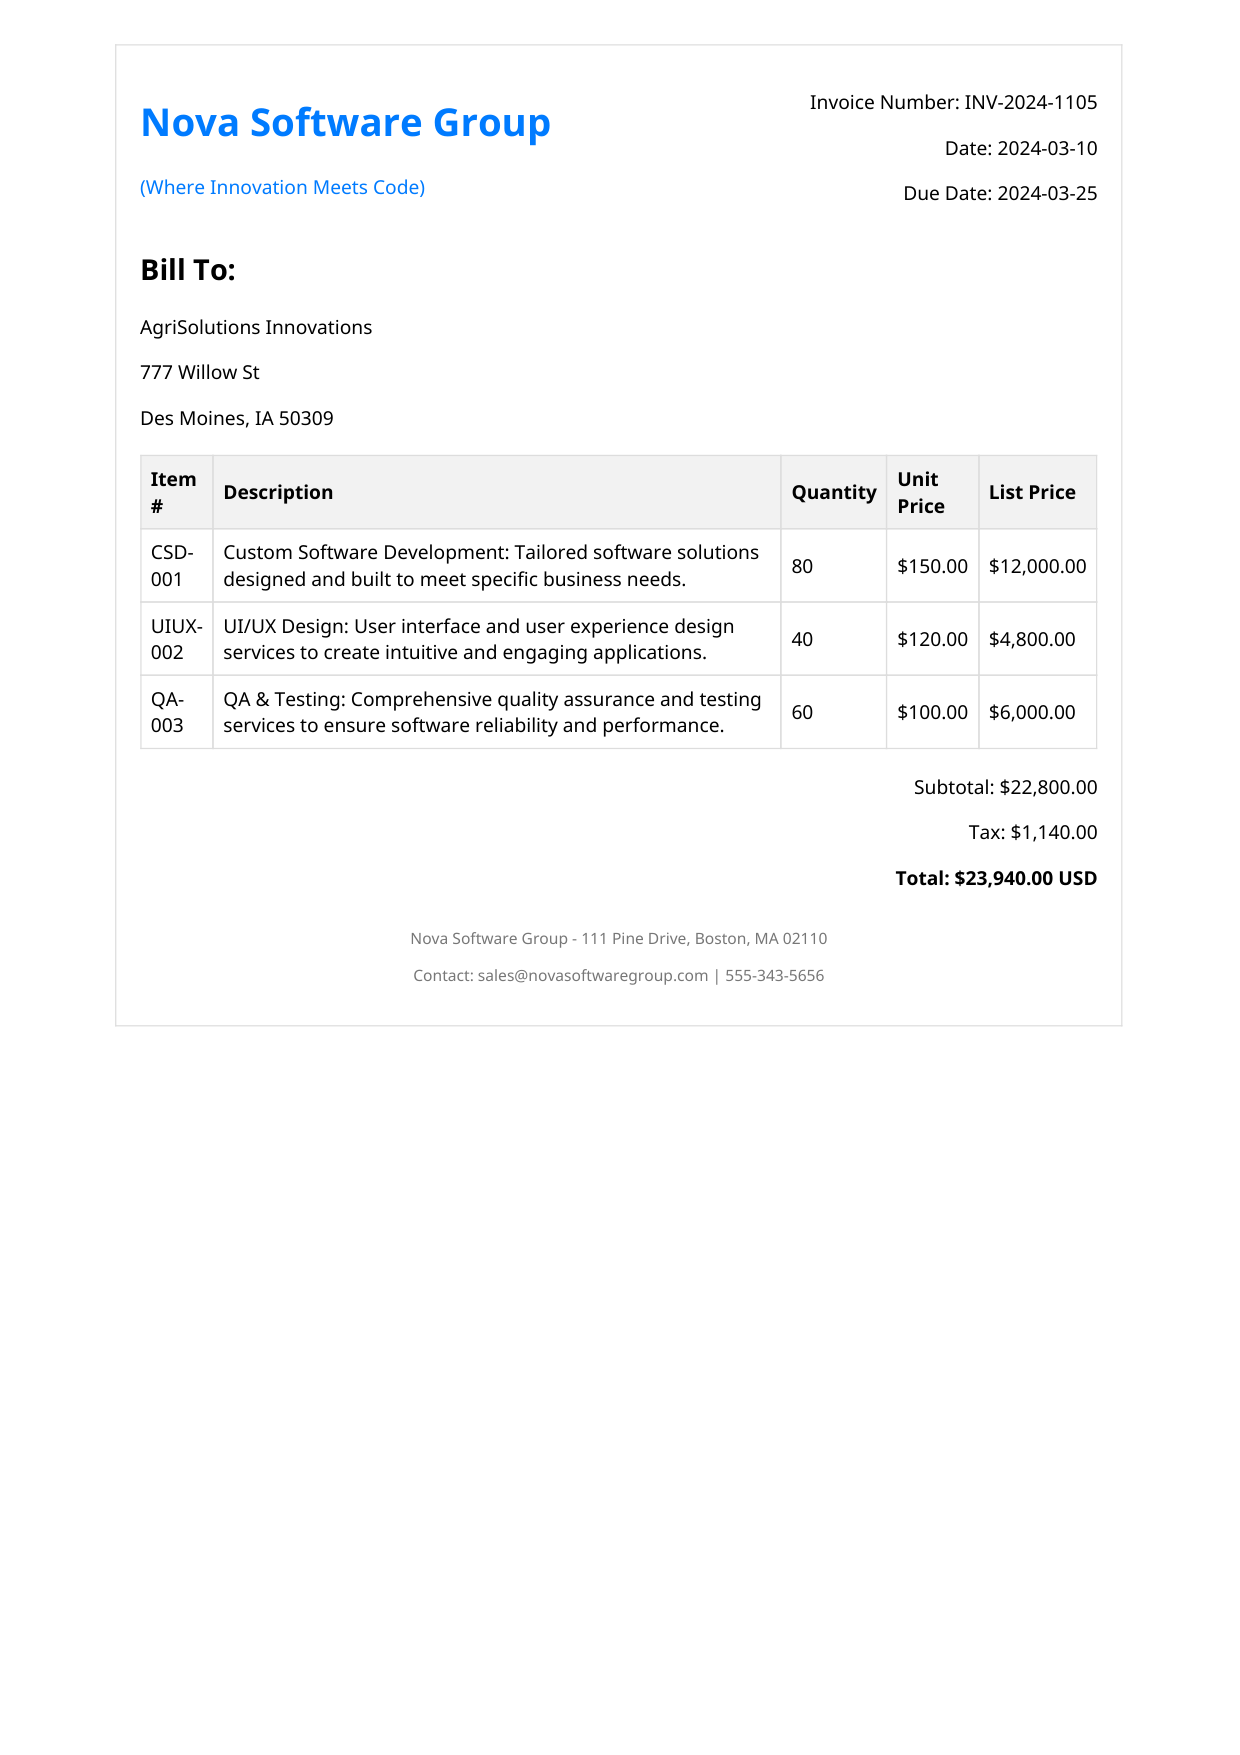 Nova Software Group
(Where Innovation Meets Code)
Invoice Number: INV-2024-1105
Date: 2024-03-10
Due Date: 2024-03-25
Bill To:
AgriSolutions Innovations
777 Willow St
Des Moines, IA 50309
Item # Description Quantity Unit Price List Price
CSD-001 Custom Software Development: Tailored software solutions designed and built to meet specific business needs. 80 $150.00 $12,000.00
UIUX-002 UI/UX Design: User interface and user experience design services to create intuitive and engaging applications. 40 $120.00 $4,800.00
QA-003 QA & Testing: Comprehensive quality assurance and testing services to ensure software reliability and performance. 60 $100.00 $6,000.00
Subtotal: $22,800.00
Tax: $1,140.00
Total: $23,940.00 USD
Nova Software Group - 111 Pine Drive, Boston, MA 02110
Contact: sales@novasoftwaregroup.com | 555-343-5656